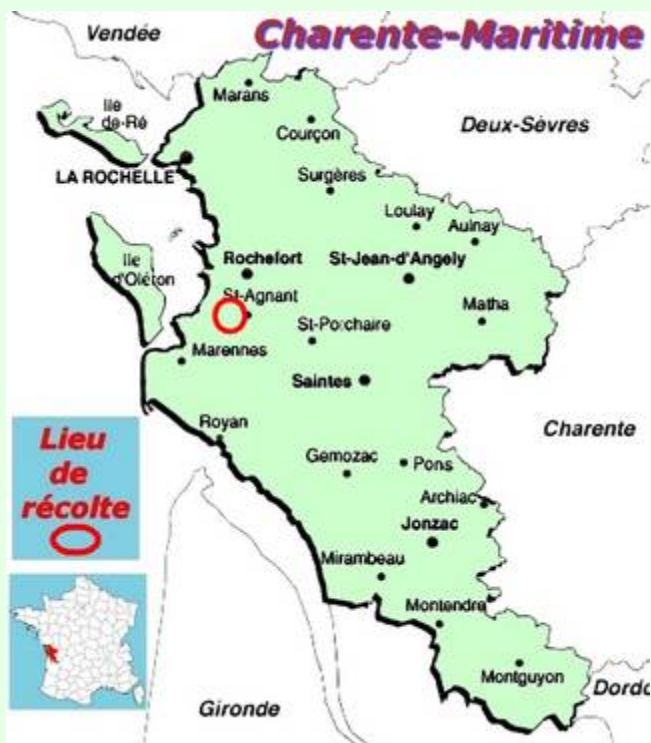 Charente-Maritime
Vendée
Ile
de-Ré
Marans
Courçon
Deux-Sèvres
LA ROCHELLE
Surgères
Loulay
Aulnay
Ile
d'Oléron
Rochefort
St-Jean-d'Angely
St-Agnant
St-Porchaire
Matha
Marennes
Saintes
Lieu
de
récolte
Royan
Gemozac
Pons
Charente
Archiac
Jonzac
Mirambeau
Montendre
Montguyon
Dordo
Gironde